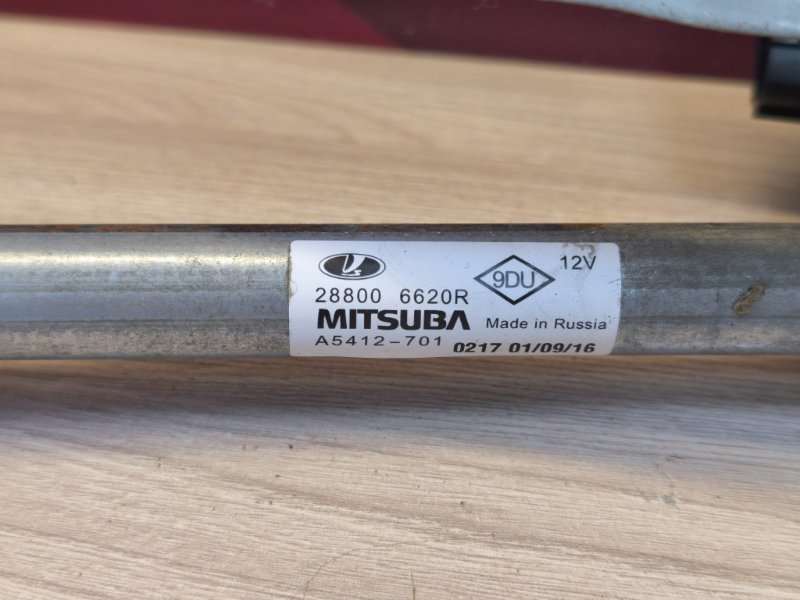 9DU 12V
28800 6620R
MITSUBA Made in Russia
A5412-701 0217 01/09/16